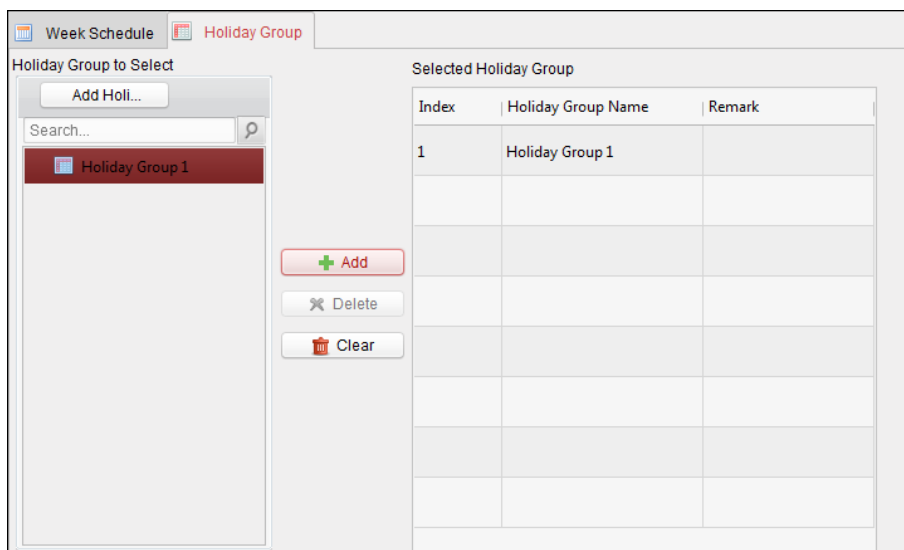 Week Schedule
Holiday Group
Holiday Group to Select
Add Holi...
Search...
Holiday Group 1
Add
Delete
Clear
Selected Holiday Group
Index Holiday Group Name Remark
1 Holiday Group 1